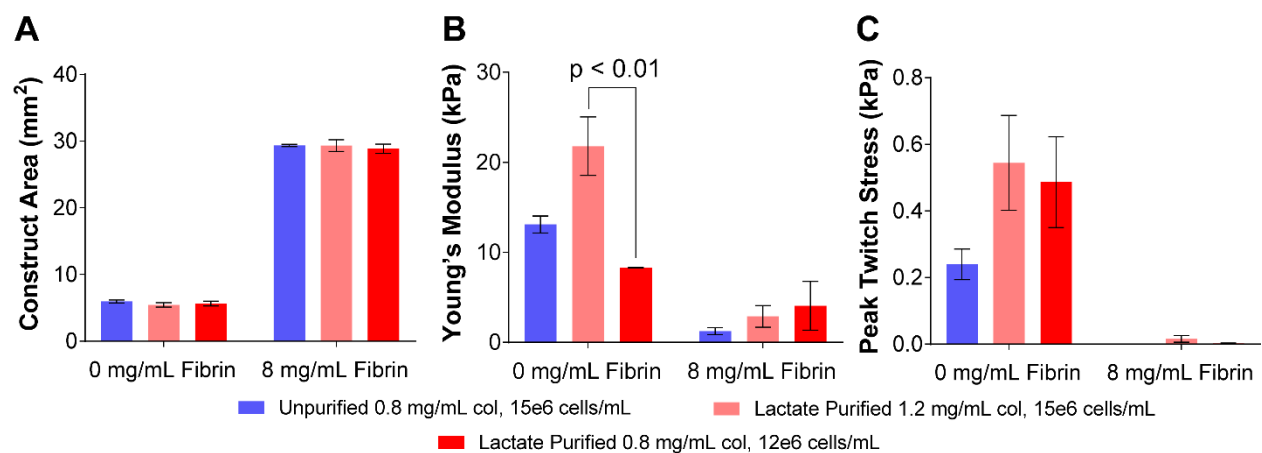 A
Construct Area (mm²)
40
30
20
10
0
0 mg/mL Fibrin
8 mg/mL Fibrin
B
Young's Modulus (kPa)
30
20
10
0
p < 0.01
0 mg/mL Fibrin
8 mg/mL Fibrin
C
Peak Twitch Stress (kPa)
0.8
0.6
0.4
0.2
0.0
0 mg/mL Fibrin
8 mg/mL Fibrin
Unpurified 0.8 mg/mL col, 15e6 cells/mL
Lactate Purified 1.2 mg/mL col, 15e6 cells/mL
Lactate Purified 0.8 mg/mL col, 12e6 cells/mL